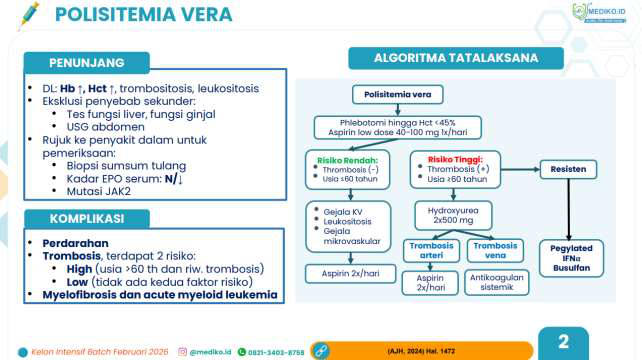 POLISITEMIA VERA
MEDIKO.ID
PENUNJANG
• DL: Hb ↑, Hct ↑, trombositosis, leukositosis
• Eksklusi penyebab sekunder:
• Tes fungsi liver, fungsi ginjal
• USG abdomen
• Rujuk ke penyakit dalam untuk
pemeriksaan:
• Biopsi sumsum tulang
• Kadar EPO serum: N/↓
• Mutasi JAK2
KOMPLIKASI
• Perdarahan
• Trombosis, terdapat 2 risiko:
• High (usia >60 th dan riw. trombosis)
• Low (tidak ada kedua faktor risiko)
• Myelofibrosis dan acute myeloid leukemia
ALGORITMA TATALAKSANA
Polisitemia vera
Phlebotomi hingga Hct <45%
Aspirin low dose 40-100 mg 1x/hari
Risiko Rendah:
• Thrombosis (-)
• Usia ≤60 tahun
Risiko Tinggi:
• Thrombosis (+)
• Usia ≥60 tahun
Resisten
• Gejala KV
• Leukositosis
• Gejala
mikrovaskular
Hydroxyurea
2x500 mg
Trombosis
arteri
Trombosis
vena
Pegylated
IFNα
Busulfan
Aspirin 2x/hari
Aspirin
2x/hari
Antikoagulan
sistemik
Kelan Intensif Batch Februari 2026
@mediko.id
0821-3403-8758
(AJH, 2024) Hal. 1472
2